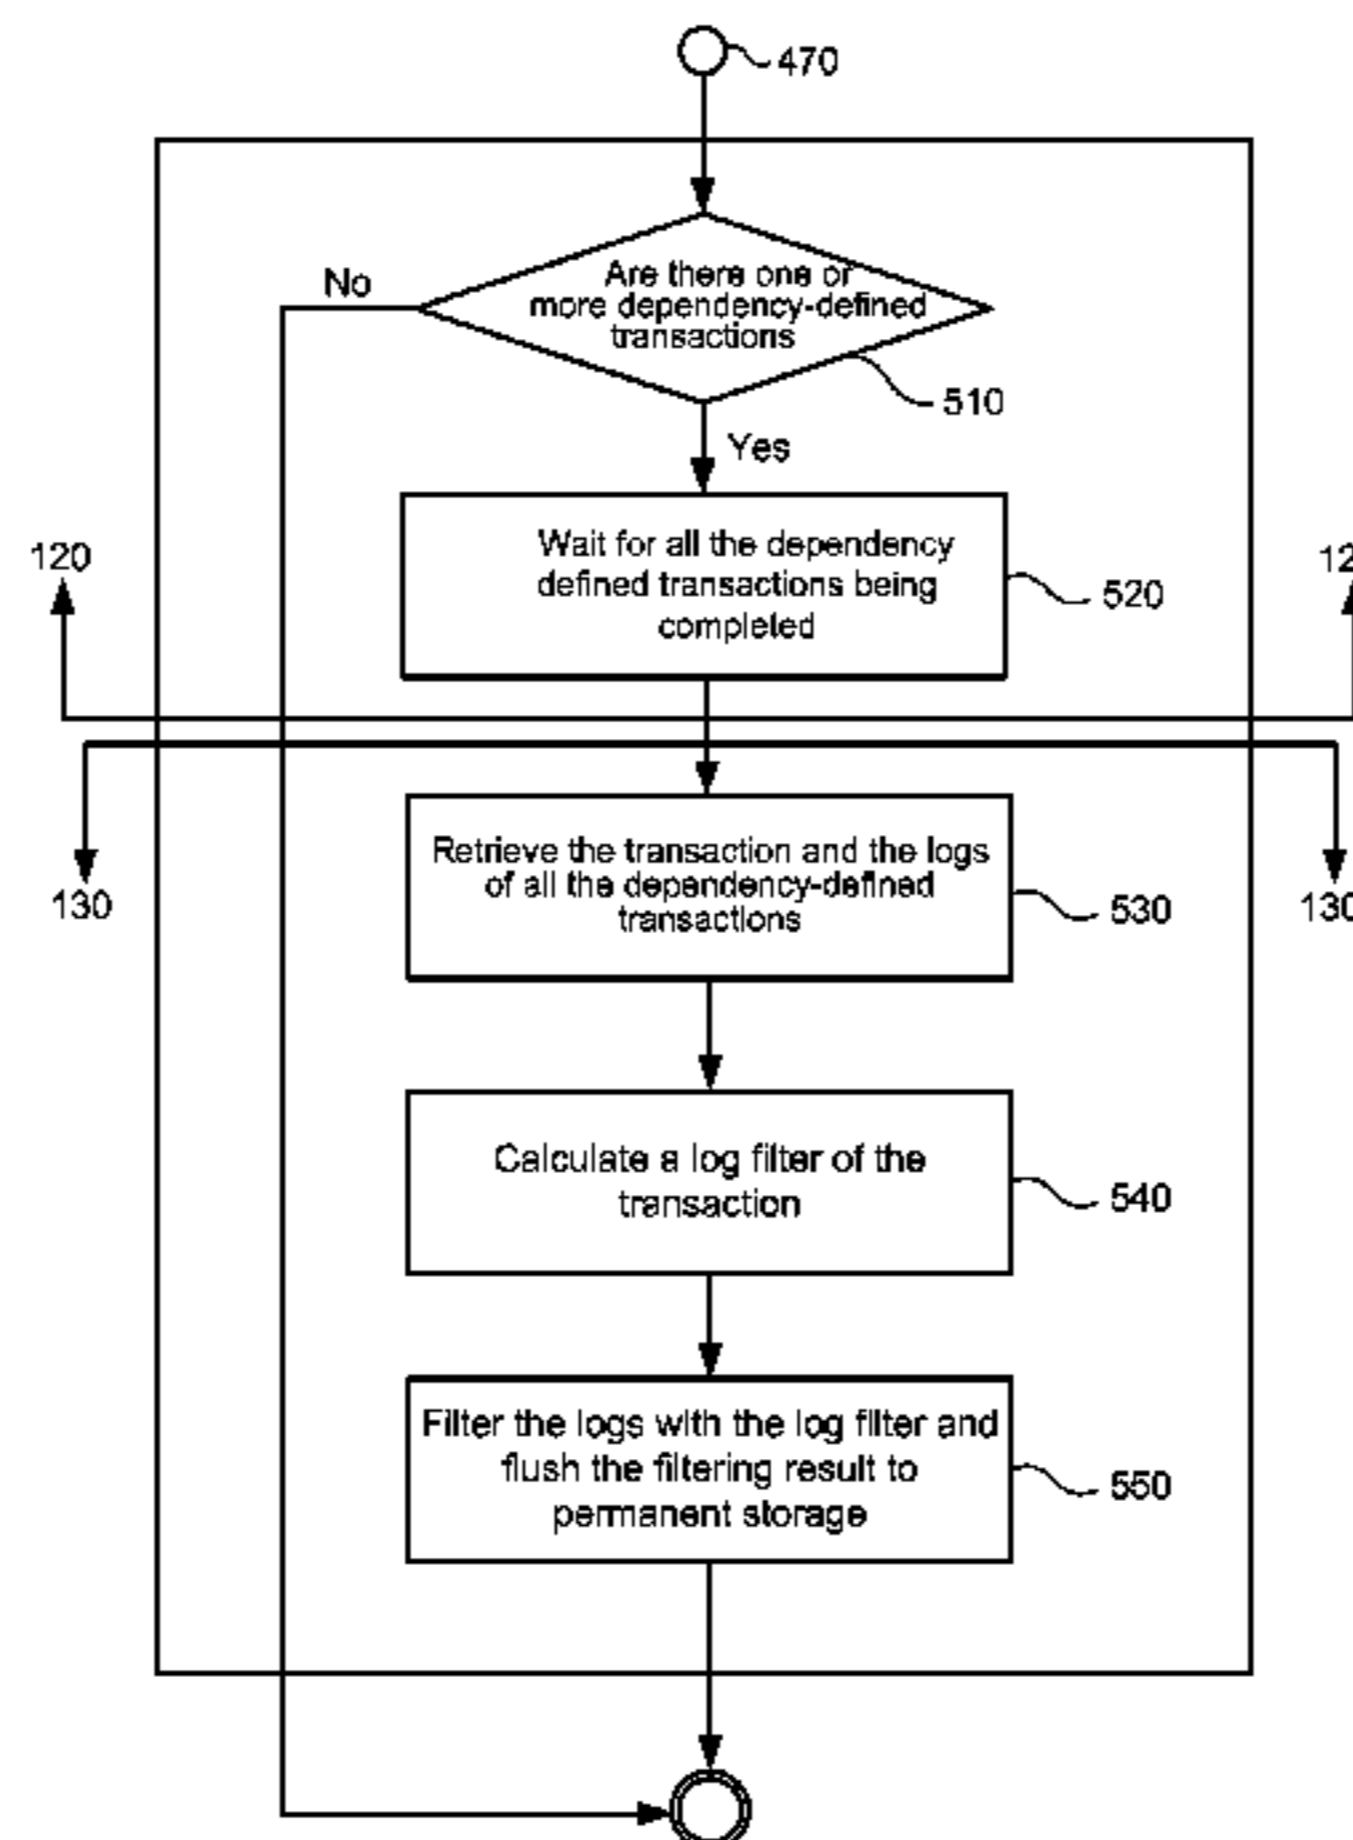 470
No
Are there one or
more dependency-defined
transactions
510
Yes
120
Wait for all the dependency
defined transactions being
completed
520
12
Retrieve the transaction and the logs
of all the dependency-defined
transactions
130
530
130
Calculate a log filter of the
transaction
540
Filter the logs with the log filter and
flush the filtering result to
permanent storage
550